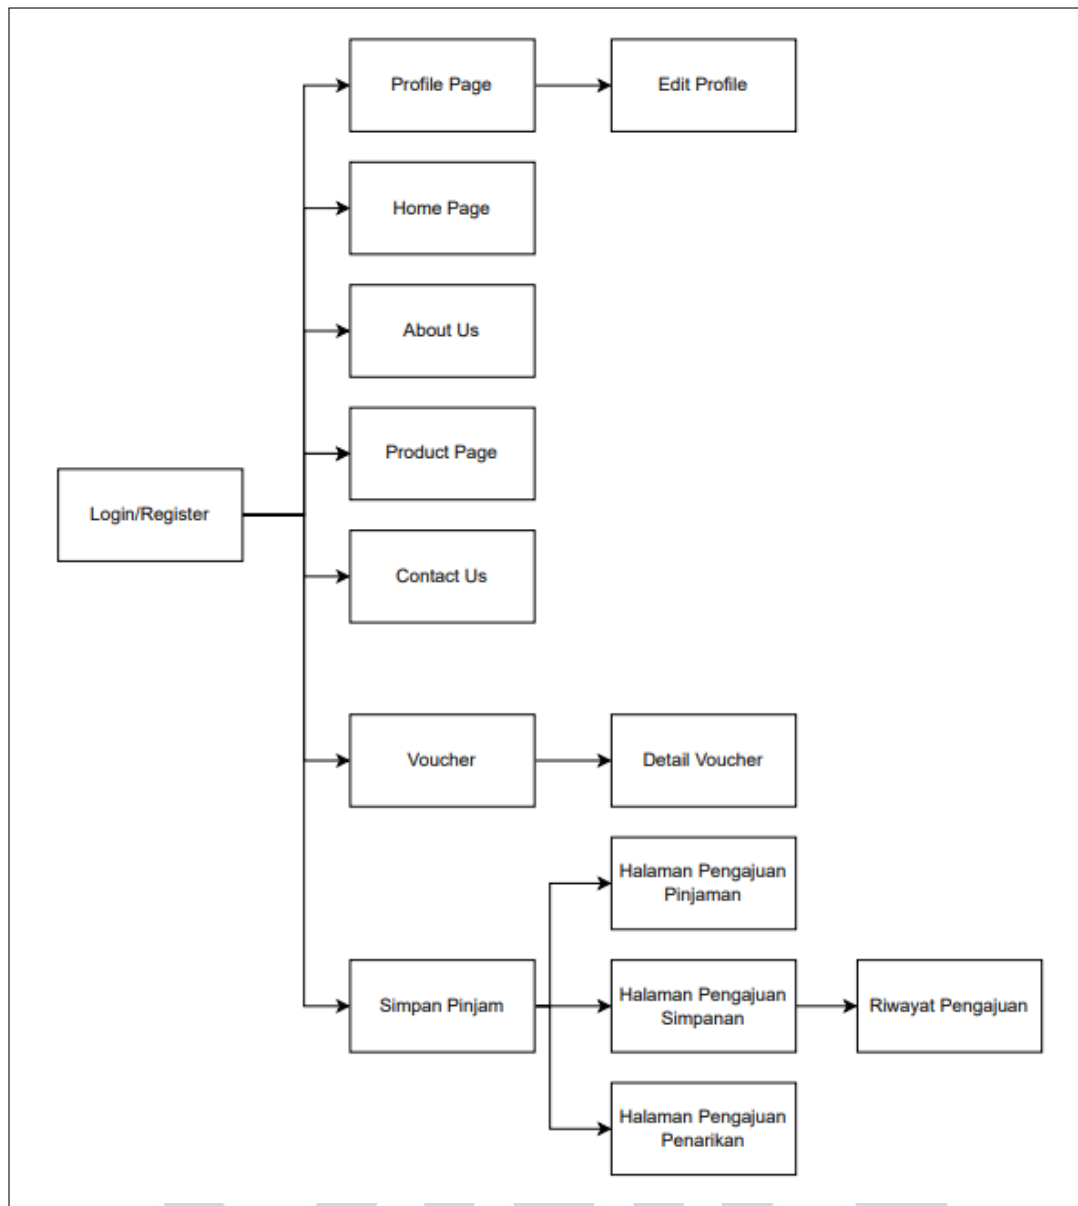 Profile Page
Edit Profile
Home Page
About Us
Product Page
Login/Register
Contact Us
Voucher
Detail Voucher
Halaman Pengajuan
Pinjaman
Simpan Pinjam
Halaman Pengajuan
Simpanan
Riwayat Pengajuan
Halaman Pengajuan
Penarikan